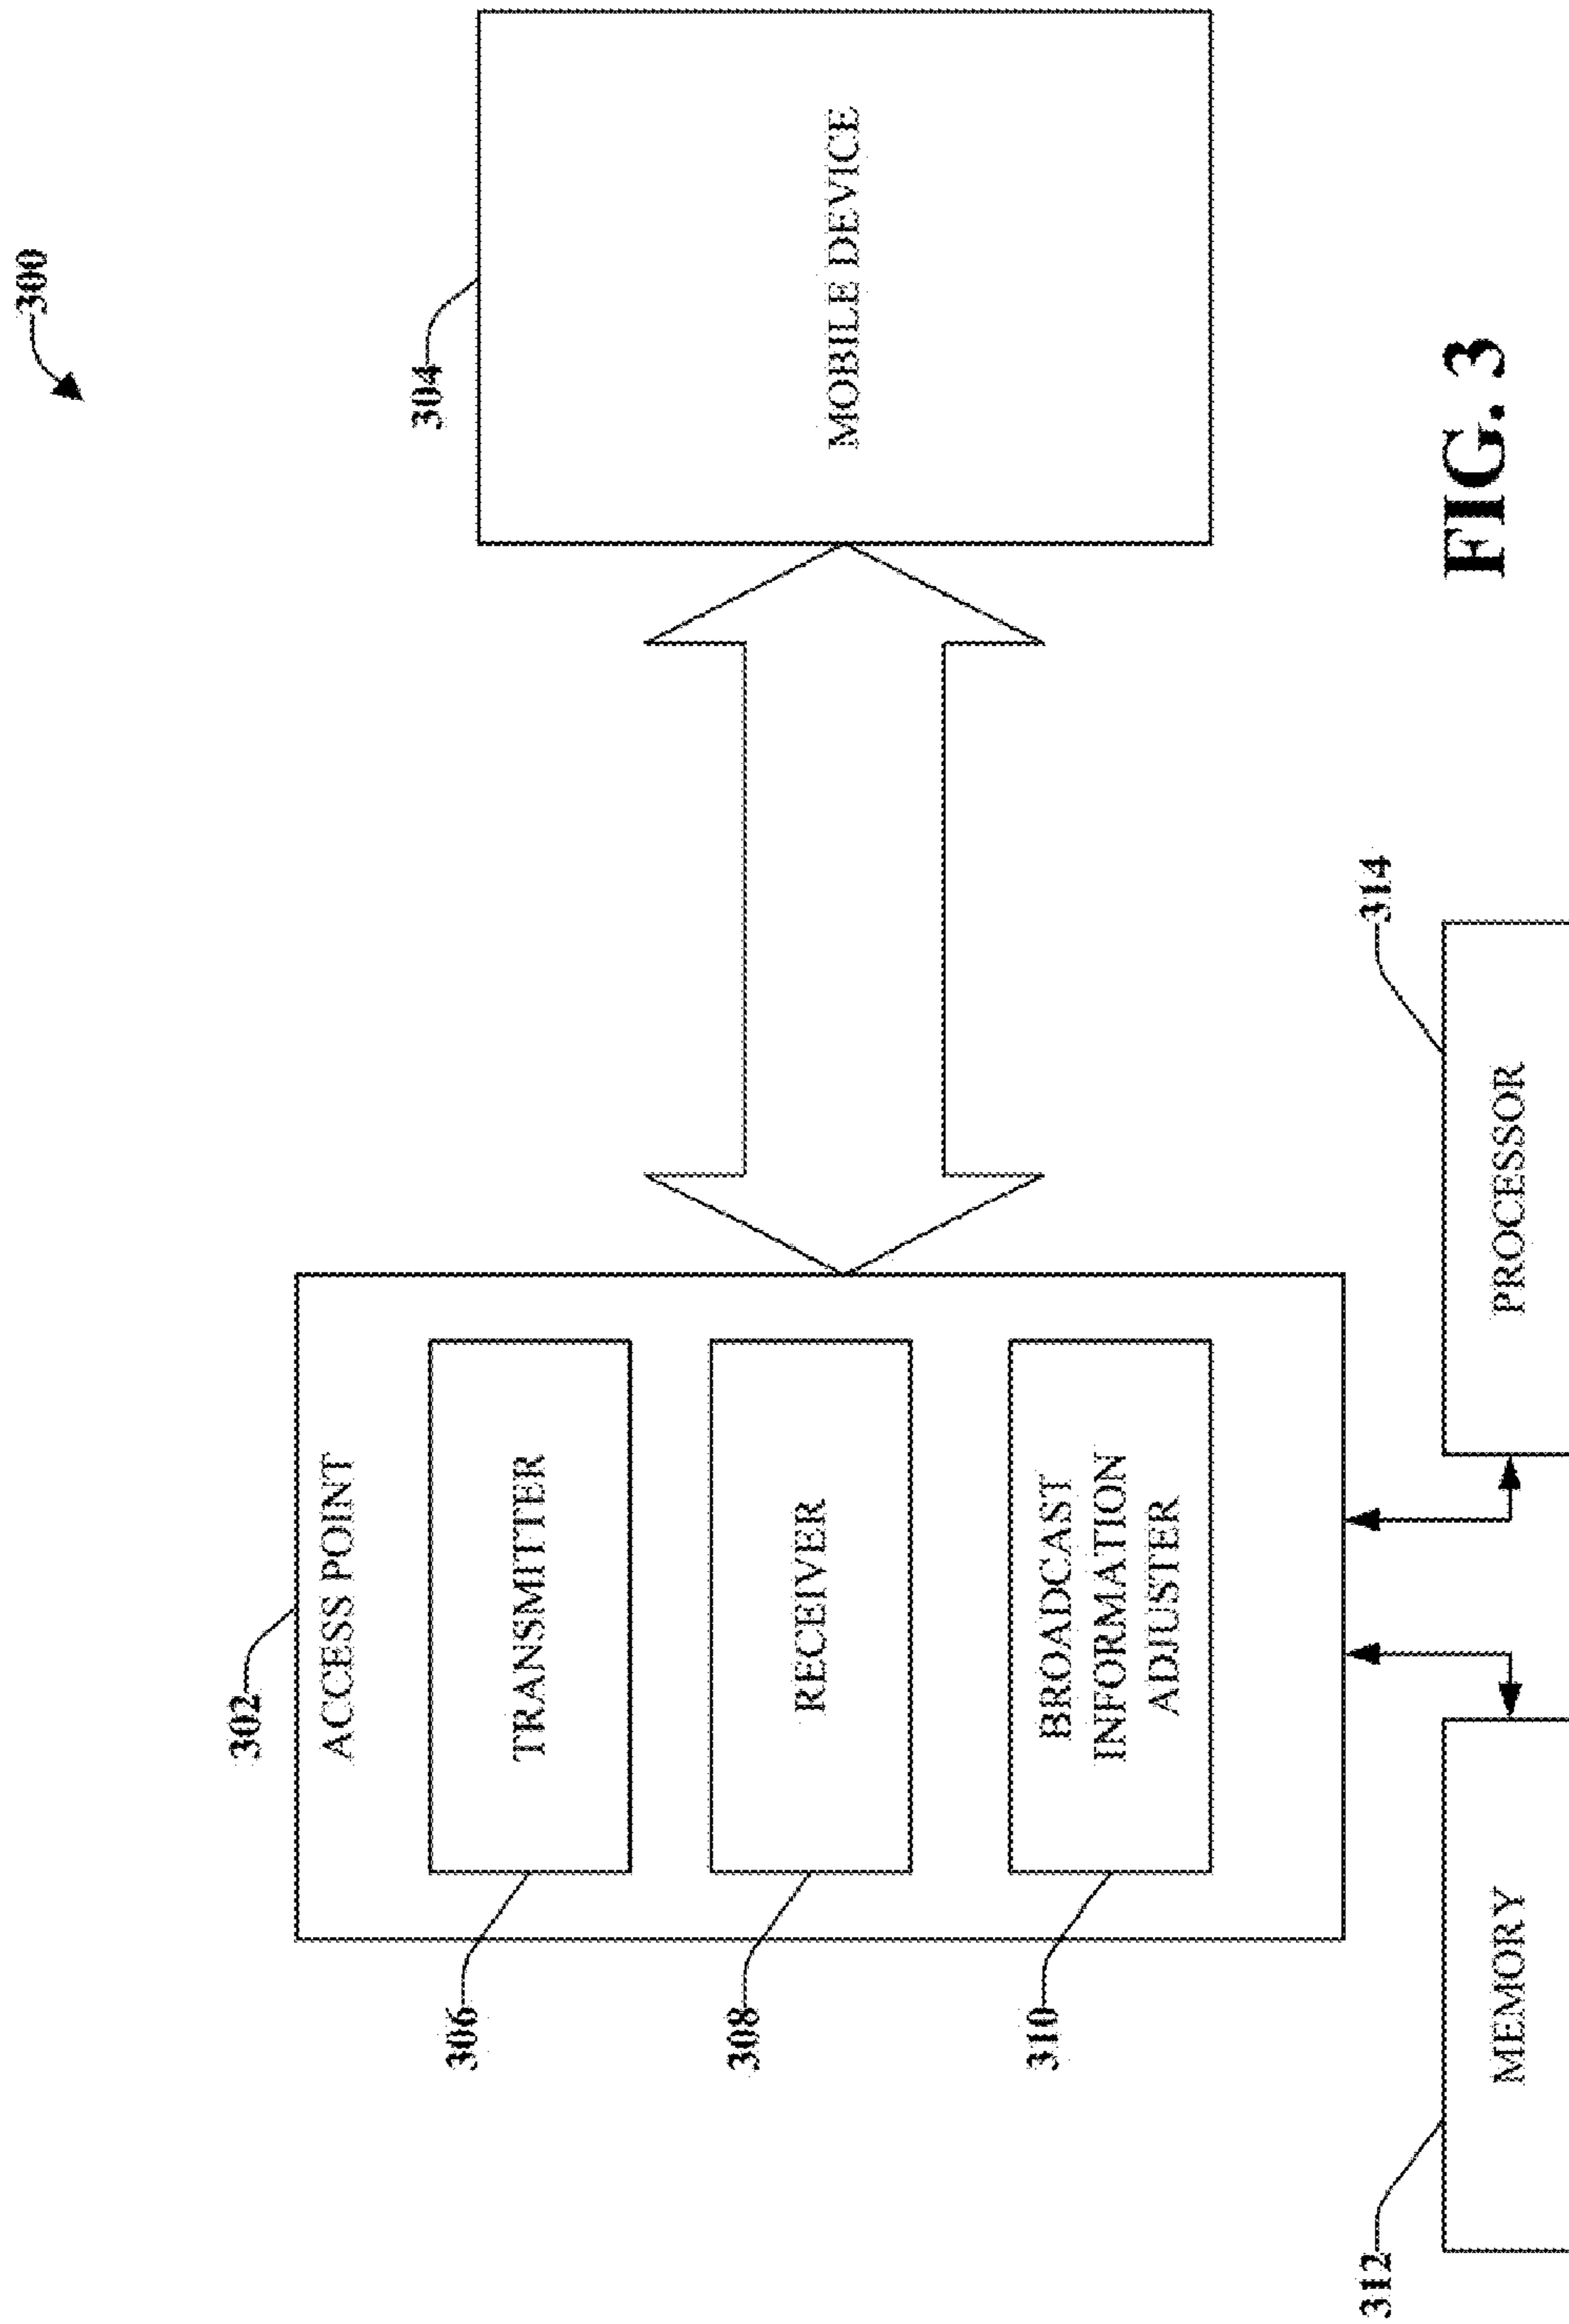 300
302
ACCESS POINT
304
306
TRANSMITTER
308
RECEIVER
MOBILE DEVICE
310
BROADCAST
INFORMATION
ADJUSTER
312
MEMORY
314
PROCESSOR
FIG. 3